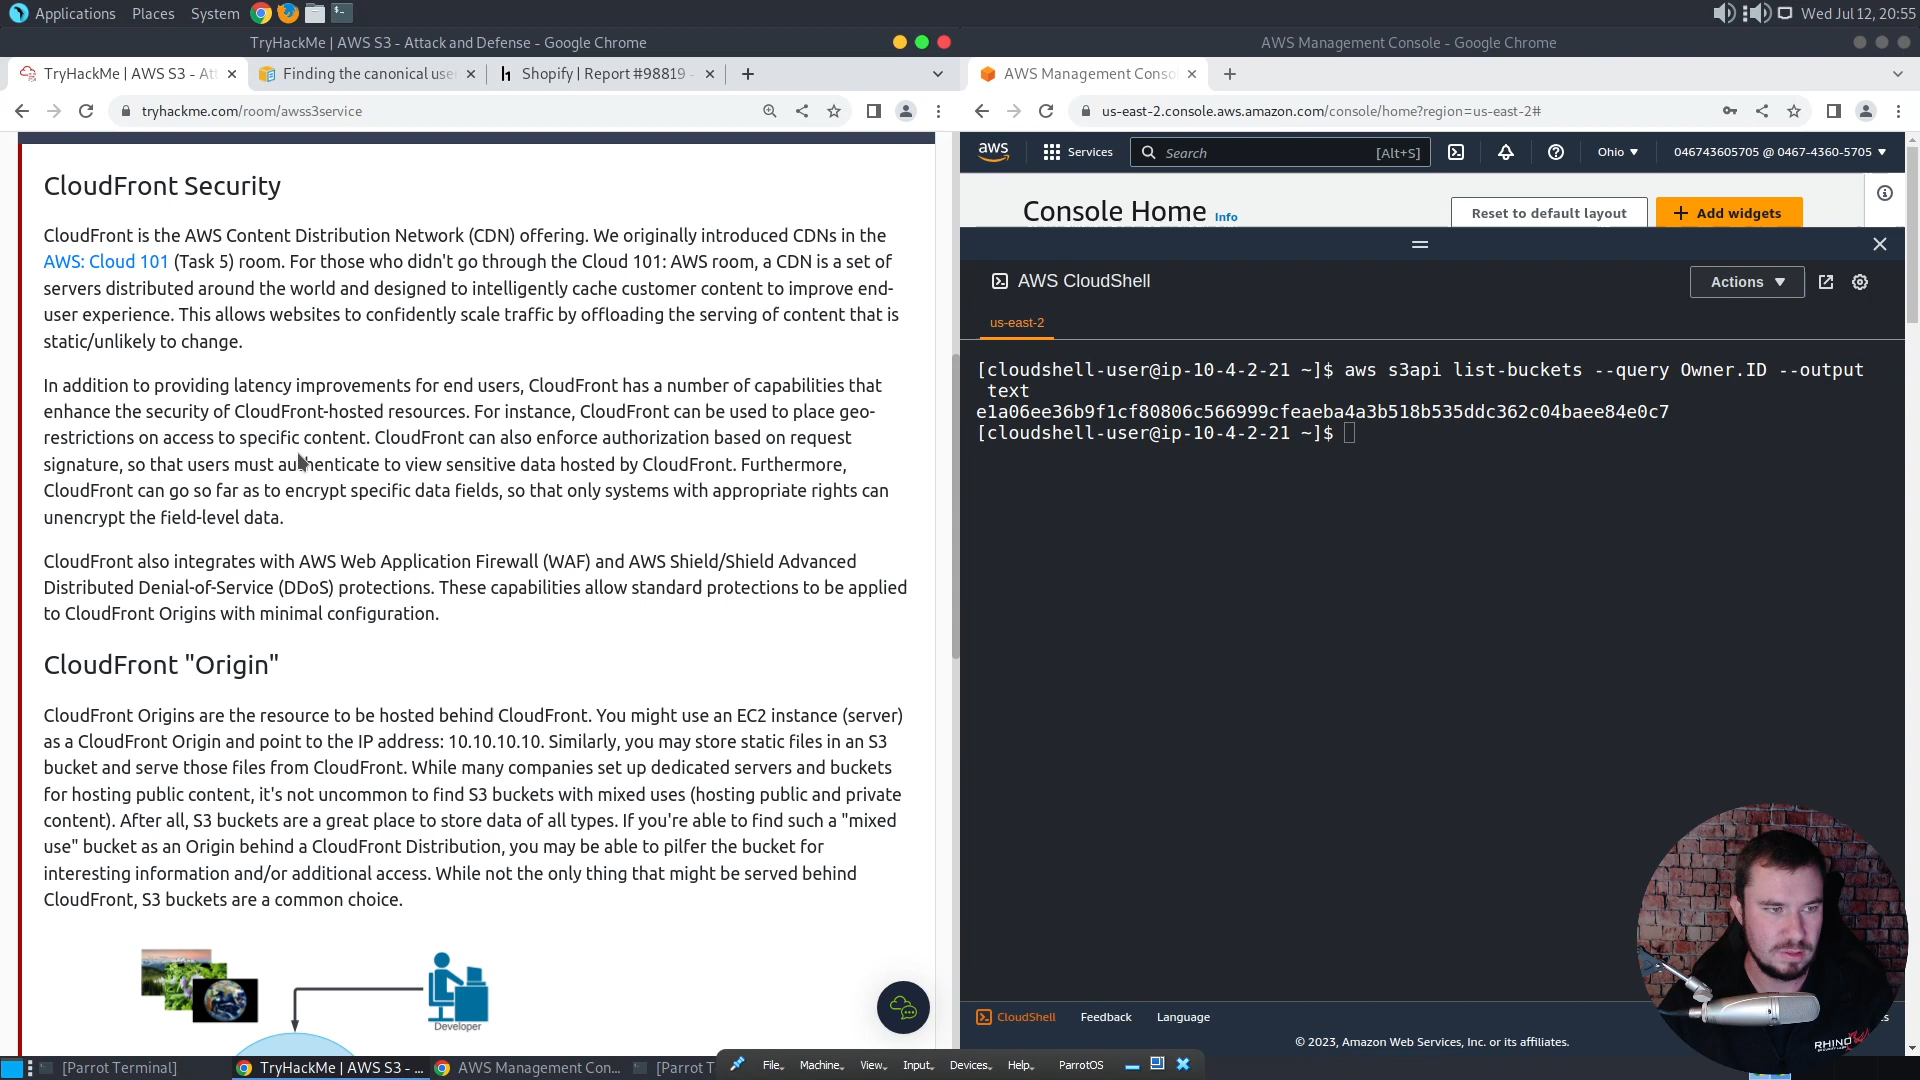 Applications Places System Wed Jul 12, 20:55
TryHackMe | AWS S3 - Attack and Defense - Google Chrome
TryHackMe | AWS S3 - Att
Finding the canonical use
Shopify | Report #98819 -
tryhackme.com/room/awss3service
CloudFront Security
CloudFront is the AWS Content Distribution Network (CDN) offering. We originally introduced CDNs in the
AWS: Cloud 101 (Task 5) room. For those who didn't go through the Cloud 101: AWS room, a CDN is a set of
servers distributed around the world and designed to intelligently cache customer content to improve end-
user experience. This allows websites to confidently scale traffic by offloading the serving of content that is
static/unlikely to change.
In addition to providing latency improvements for end users, CloudFront has a number of capabilities that
enhance the security of CloudFront-hosted resources. For instance, CloudFront can be used to place geo-
restrictions on access to specific content. CloudFront can also enforce authorization based on request
signature, so that users must authenticate to view sensitive data hosted by CloudFront. Furthermore,
CloudFront can go so far as to encrypt specific data fields, so that only systems with appropriate rights can
unencrypt the field-level data.
CloudFront also integrates with AWS Web Application Firewall (WAF) and AWS Shield/Shield Advanced
Distributed Denial-of-Service (DDoS) protections. These capabilities allow standard protections to be applied
to CloudFront Origins with minimal configuration.
CloudFront "Origin"
CloudFront Origins are the resource to be hosted behind CloudFront. You might use an EC2 instance (server)
as a CloudFront Origin and point to the IP address: 10.10.10.10. Similarly, you may store static files in an S3
bucket and serve those files from CloudFront. While many companies set up dedicated servers and buckets
for hosting public content, it's not uncommon to find S3 buckets with mixed uses (hosting public and private
content). After all, S3 buckets are a great place to store data of all types. If you're able to find such a "mixed
use" bucket as an Origin behind a CloudFront Distribution, you may be able to pilfer the bucket for
interesting information and/or additional access. While not the only thing that might be served behind
CloudFront, S3 buckets are a common choice.
Developer
AWS Management Console - Google Chrome
AWS Management Conso
us-east-2.console.aws.amazon.com/console/home?region=us-east-2#
aws Services Search [Alt+S] Ohio 046743605705 @ 0467-4360-5705
Console Home Info Reset to default layout Add widgets
AWS CloudShell Actions
us-east-2
[cloudshell-user@ip-10-4-2-21 ~]$ aws s3api list-buckets --query Owner.ID --output
text
e1a06ee36b9f1cf80806c566999cfeaeba4a3b518b535ddc362c04baee84e0c7
[cloudshell-user@ip-10-4-2-21 ~]$
CloudShell Feedback Language
© 2023, Amazon Web Services, Inc. or its affiliates.
RHINO
[Parrot Terminal] TryHackMe | AWS S3 - ... AWS Management Con... [Parrot T
File Machine View Input Devices Help ParrotOS